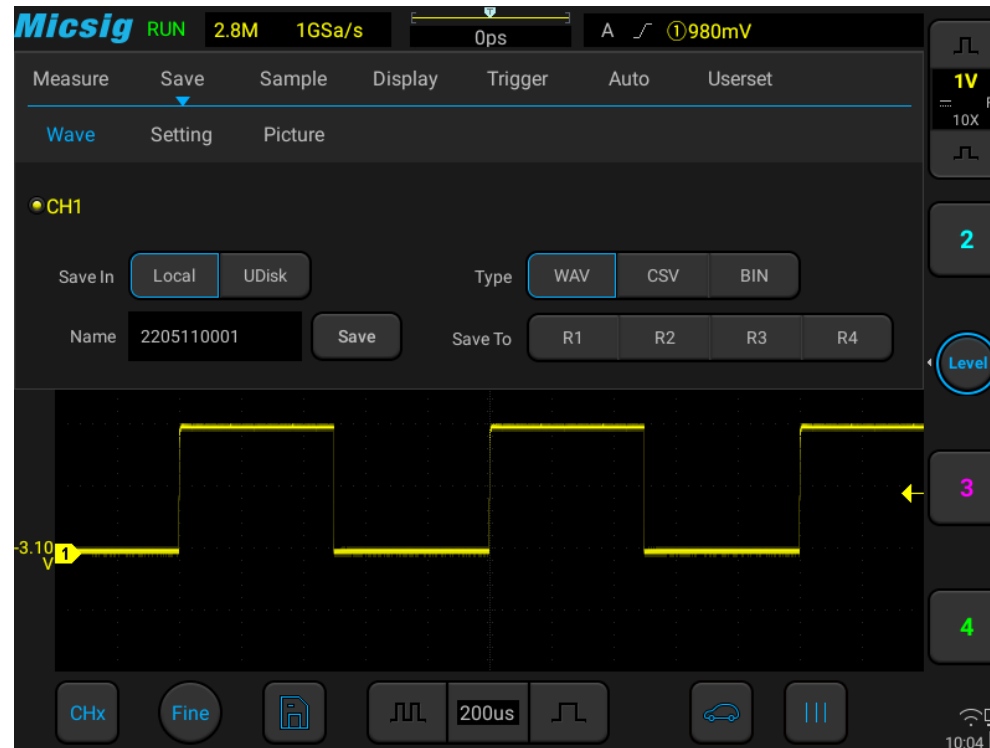 Micsig RUN 2.8M 1GSa/s T 0ps A ①980mV
Measure Save Sample Display Trigger Auto Userset
Wave Setting Picture
1V
10X
CH1
2
Save In Local UDisk Type WAV CSV BIN
Name 2205110001 Save Save To R1 R2 R3 R4
Level
3
-3.10 1
V
4
CHx Fine 200us
10:04